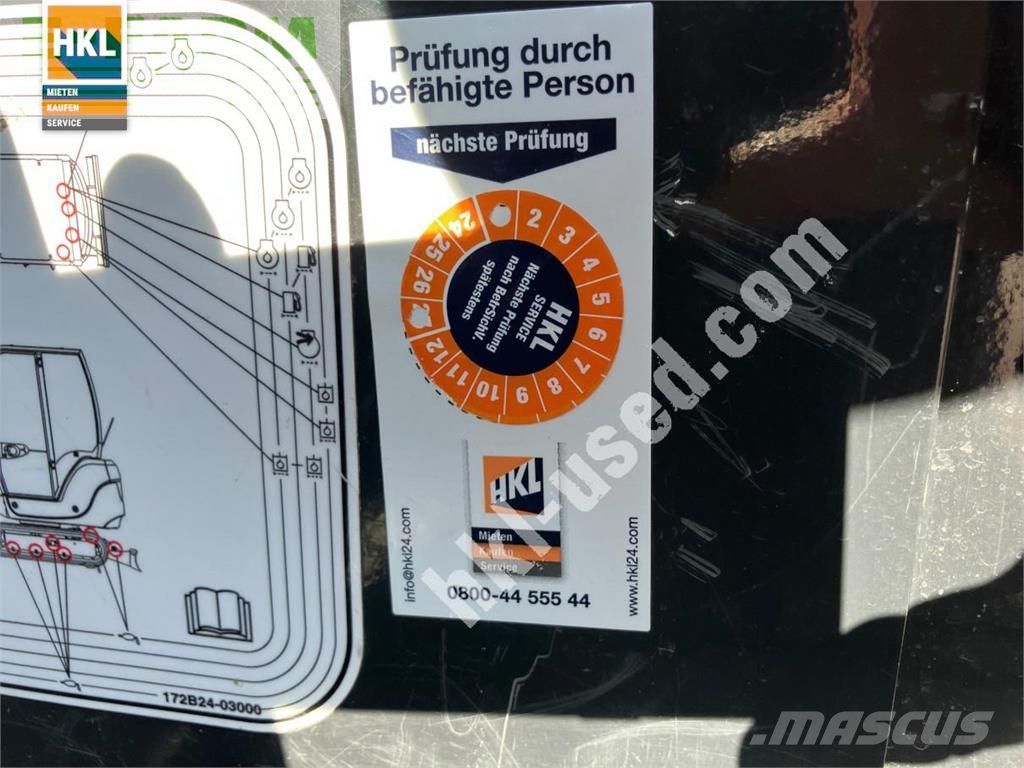 HKL
MIETEN
KAUFEN
SERVICE
172B24-03000
Prüfung durch
befähigte Person
nächste Prüfung
2 3 4 5 6 7 8 9 10 11 12
26 25 24
HKL
SERVICE
Nächste Prüfung
nach BetrSichV.
spätestens
HKL
Mieten
Kaufen
Service
0800-44 555 44
info@hkl24.com
www.hkl24.com
hkl-used.com
MASCUS